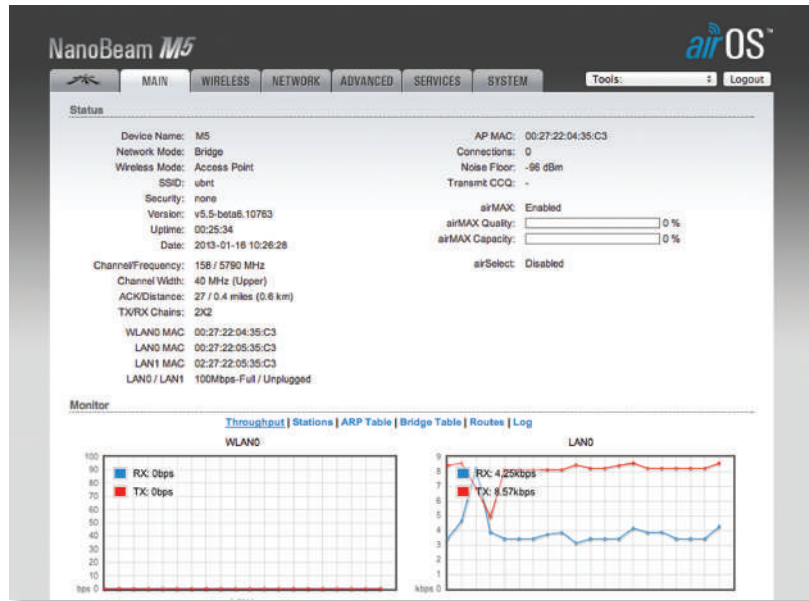 NanoBeam M5
airOS™
MAIN WIRELESS NETWORK ADVANCED SERVICES SYSTEM Tools: Logout
Status
Device Name: M5
Network Mode: Bridge
Wireless Mode: Access Point
SSID: ubnt
Security: none
Version: v5.5-beta6.10763
Uptime: 00:25:34
Date: 2013-01-16 10:26:28
Channel/Frequency: 158 / 5790 MHz
Channel Width: 40 MHz (Upper)
ACK/Distance: 27 / 0.4 miles (0.6 km)
TX/RX Chains: 2X2
WLAN0 MAC 00:27:22:04:35:C3
LAN0 MAC 00:27:22:05:35:C3
LAN1 MAC 02:27:22:05:35:C3
LAN0 / LAN1 100Mbps-Full / Unplugged
AP MAC: 00:27:22:04:35:C3
Connections: 0
Noise Floor: -96 dBm
Transmit CCQ: -
airMAX: Enabled
airMAX Quality: 0 %
airMAX Capacity: 0 %
airSelect: Disabled
Monitor
Throughput | Stations | ARP Table | Bridge Table | Routes | Log
WLAN0
100
90
80
70
60
50
40
30
20
10
bps 0
RX: 0bps
TX: 0bps
LAN0
9
8
7
6
5
4
3
2
1
kbps 0
RX: 4.25kbps
TX: 8.57kbps